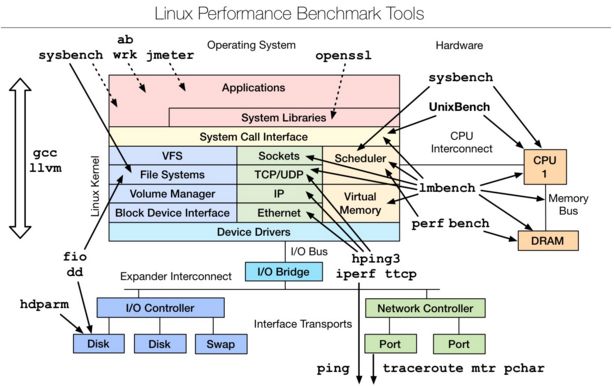 Linux Performance Benchmark Tools
Operating System
Hardware
ab
wrk
jmeter
sysbench
openssl
sysbench
UnixBench
Applications
System Libraries
System Call Interface
CPU
Interconnect
gcc
llvm
Linux Kernel
VFS
Sockets
Scheduler
File Systems
TCP/UDP
Volume Manager
IP
Virtual
Memory
Block Device Interface
Ethernet
Device Drivers
CPU
1
lmbench
Memory
Bus
perf bench
DRAM
fio
dd
I/O Bus
hping3
iperf ttcp
Expander Interconnect
I/O Bridge
hdparm
I/O Controller
Interface Transports
Network Controller
Disk
Disk
Swap
Port
Port
ping
traceroute mtr pchar